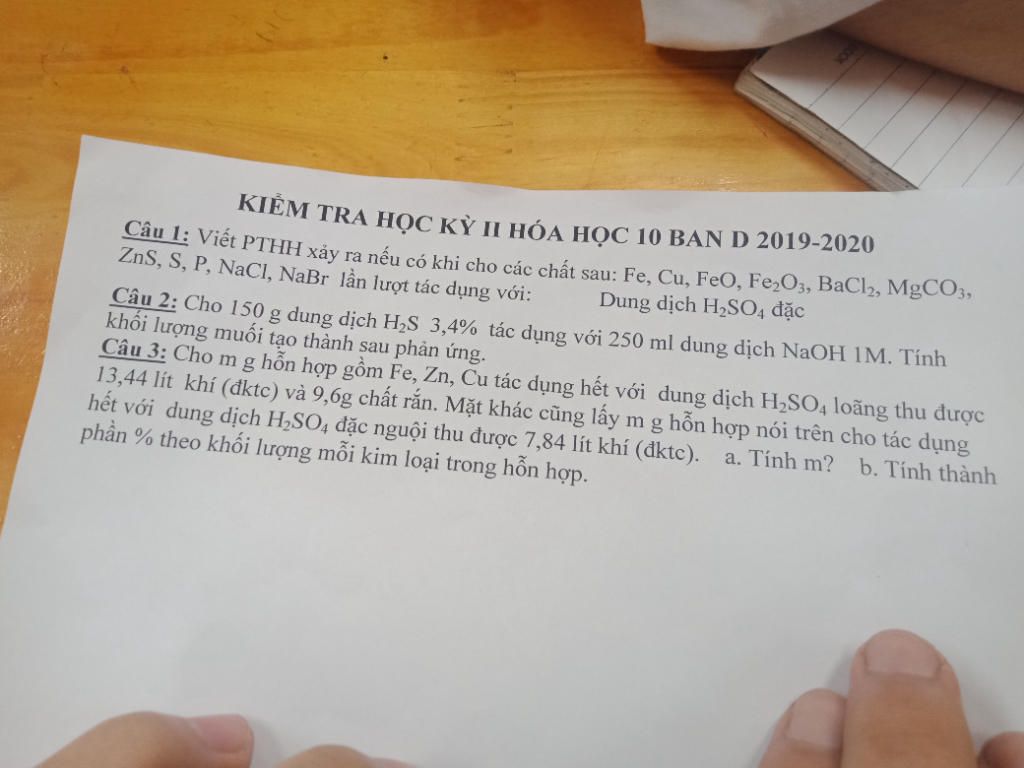 KIỂM TRA HỌC KỲ II HÓA HỌC 10 BAN D 2019-2020
Câu 1: Viết PTHH xảy ra nếu có khi cho các chất sau: Fe, Cu, FeO, Fe₂O₃, BaCl₂, MgCO₃,
ZnS, S, P, NaCl, NaBr lần lượt tác dụng với: Dung dịch H₂SO₄ đặc
Câu 2: Cho 150 g dung dịch H₂S 3,4% tác dụng với 250 ml dung dịch NaOH 1M. Tính
khối lượng muối tạo thành sau phản ứng.
Câu 3: Cho m g hỗn hợp gồm Fe, Zn, Cu tác dụng hết với dung dịch H₂SO₄ loãng thu được
13,44 lít khí (đktc) và 9,6g chất rắn. Mặt khác cũng lấy m g hỗn hợp nói trên cho tác dụng
hết với dung dịch H₂SO₄ đặc nguội thu được 7,84 lít khí (đktc). a. Tính m? b. Tính thành
phần % theo khối lượng mỗi kim loại trong hỗn hợp.